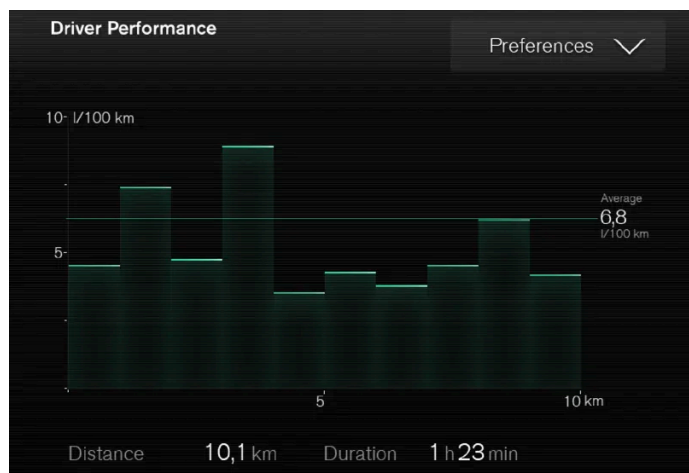 Driver Performance
Preferences
10- l/100 km
Average
6,8
l/100 km
5-
5
10 km
Distance 10,1 km Duration 1 h 23 min